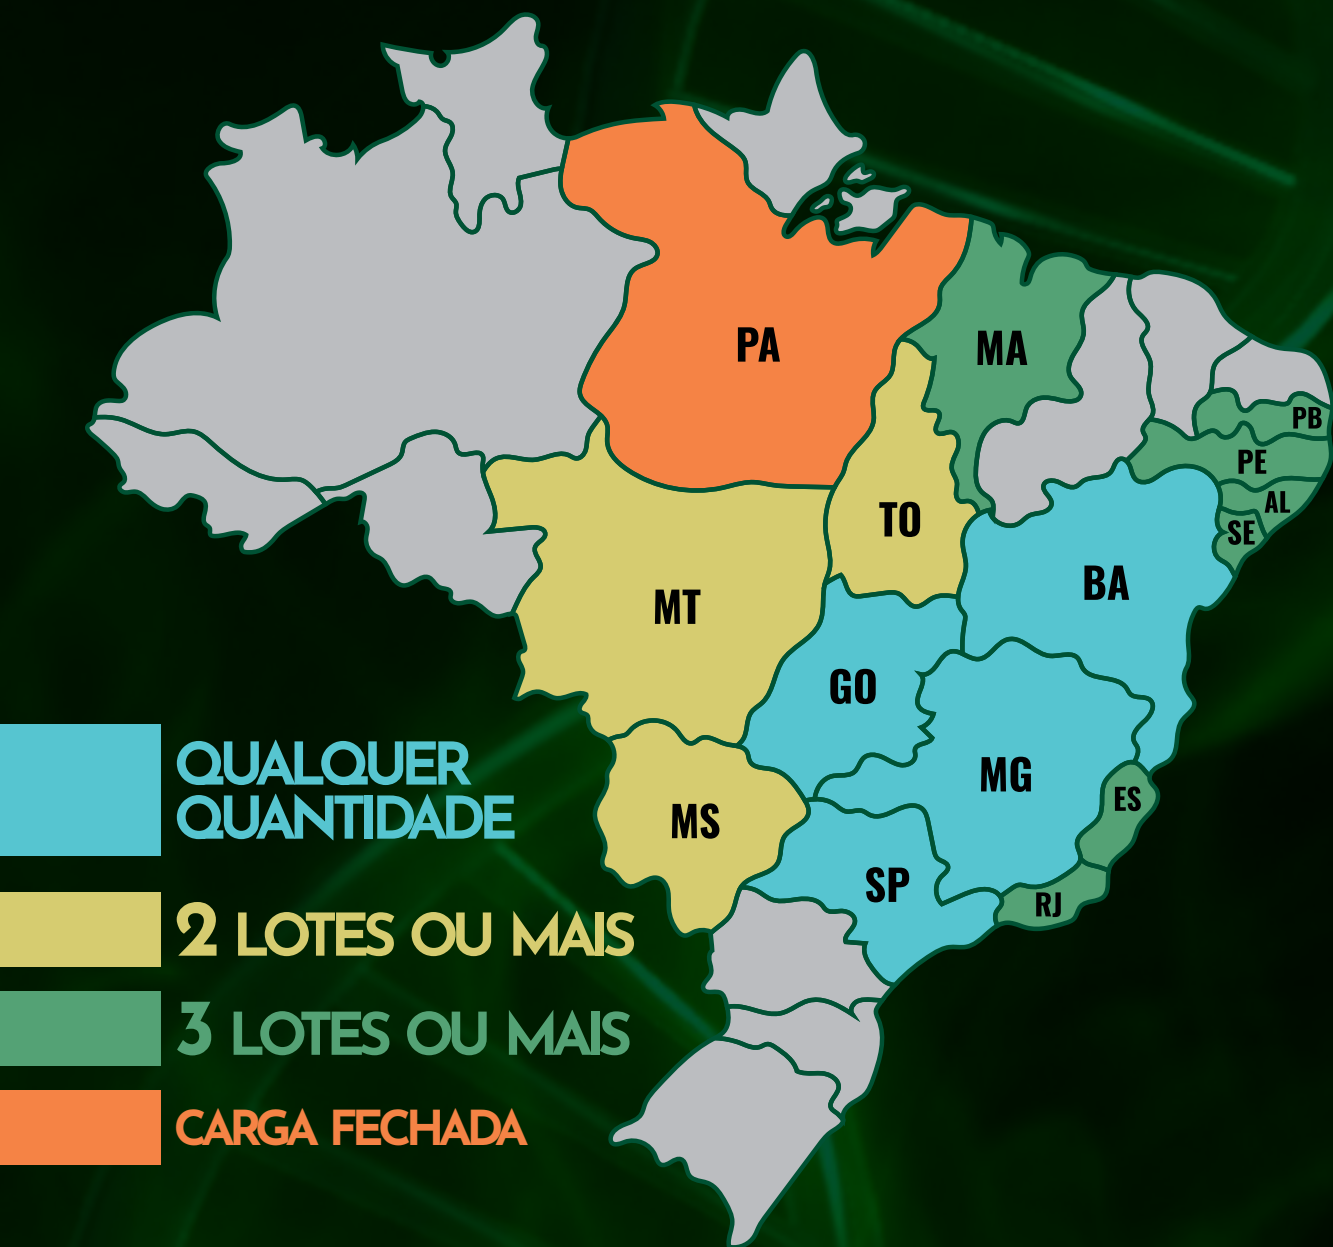 PA
MA
PB
PE
AL
SE
TO
BA
MT
GO
MG
ES
MS
SP
RJ
QUALQUER
QUANTIDADE
2 LOTES OU MAIS
3 LOTES OU MAIS
CARGA FECHADA